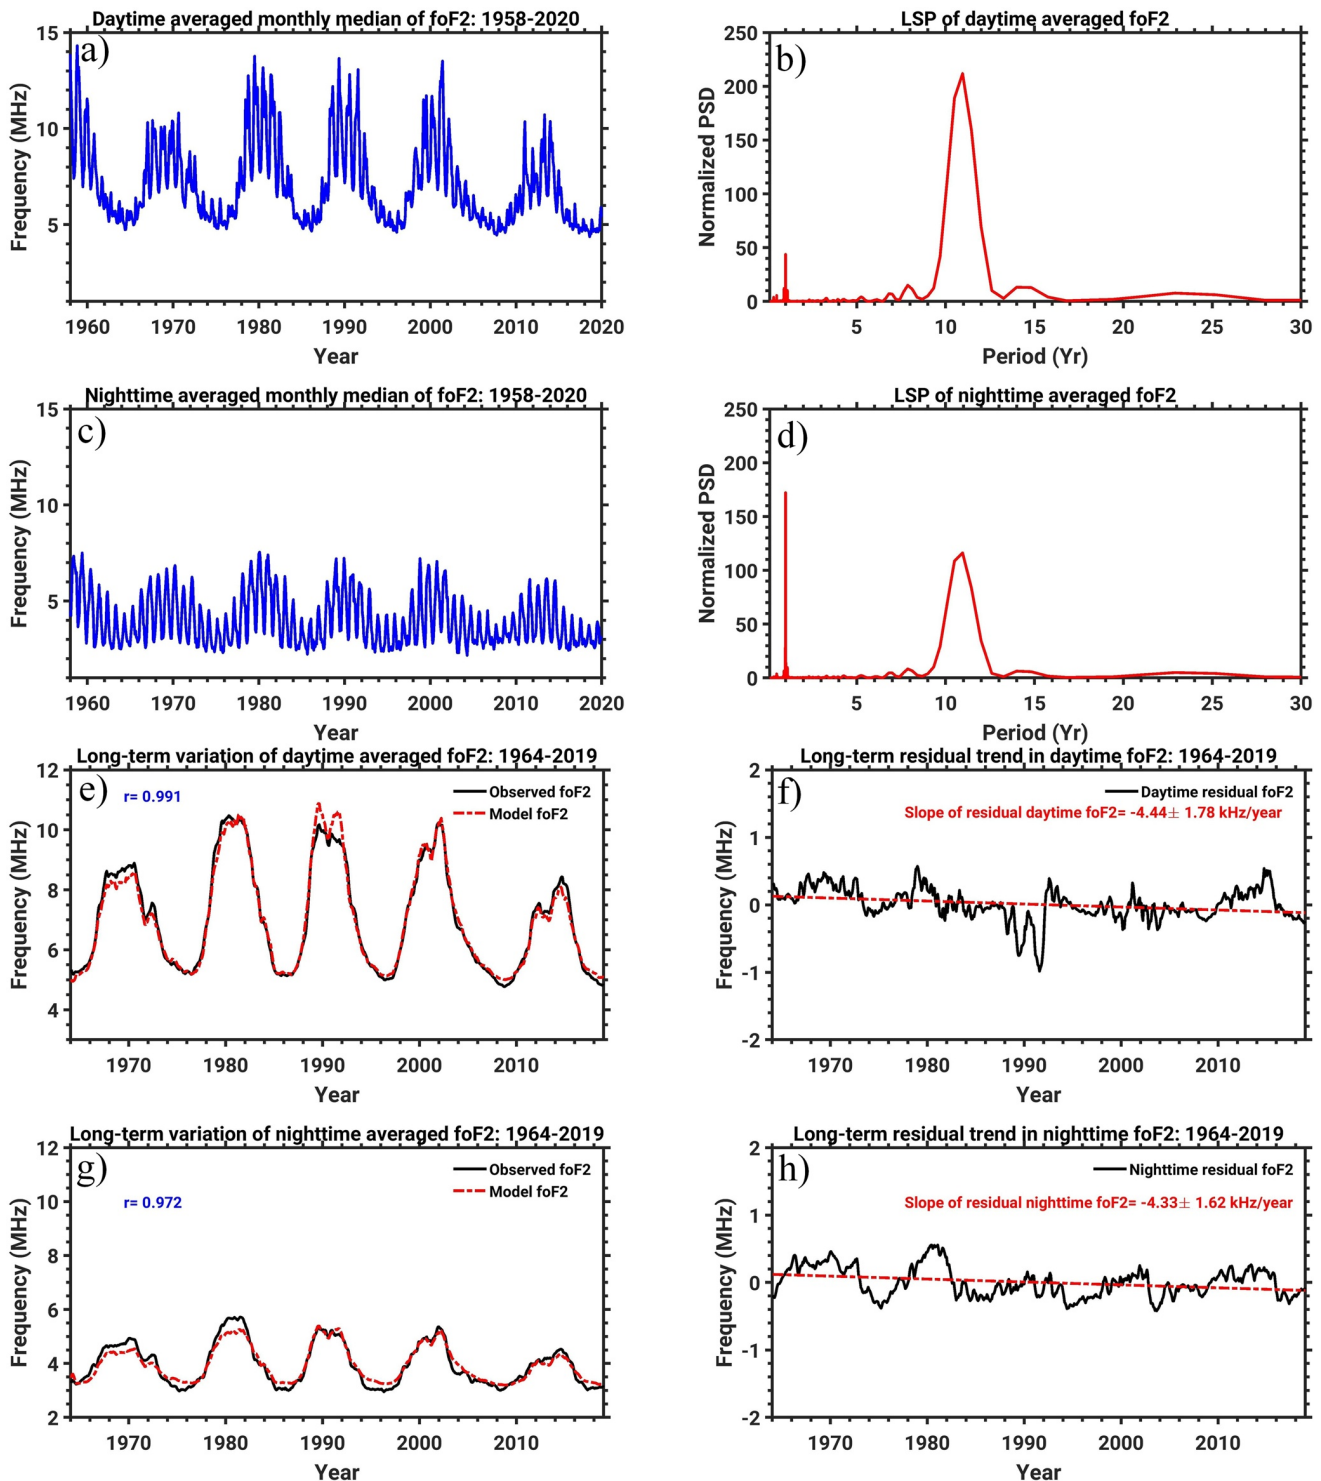 Daytime averaged monthly median of foF2: 1958-2020
a)
15
10
5
Frequency (MHz)
1960 1970 1980 1990 2000 2010 2020
Year
LSP of daytime averaged foF2
b)
250
200
150
100
50
0
Normalized PSD
5 10 15 20 25 30
Period (Yr)
Nighttime averaged monthly median of foF2: 1958-2020
c)
15
10
5
Frequency (MHz)
1960 1970 1980 1990 2000 2010 2020
Year
LSP of nighttime averaged foF2
d)
250
200
150
100
50
0
Normalized PSD
5 10 15 20 25 30
Period (Yr)
Long-term variation of daytime averaged foF2: 1964-2019
e)
r= 0.991
Observed foF2
Model foF2
12
10
8
6
4
Frequency (MHz)
1970 1980 1990 2000 2010
Year
Long-term residual trend in daytime foF2: 1964-2019
f)
Daytime residual foF2
Slope of residual daytime foF2= -4.44± 1.78 kHz/year
2
1
0
-1
-2
Frequency (MHz)
1970 1980 1990 2000 2010
Year
Long-term variation of nighttime averaged foF2: 1964-2019
g)
r= 0.972
Observed foF2
Model foF2
12
10
8
6
4
2
Frequency (MHz)
1970 1980 1990 2000 2010
Year
Long-term residual trend in nighttime foF2: 1964-2019
h)
Nighttime residual foF2
Slope of residual nighttime foF2= -4.33± 1.62 kHz/year
2
1
0
-1
-2
Frequency (MHz)
1970 1980 1990 2000 2010
Year